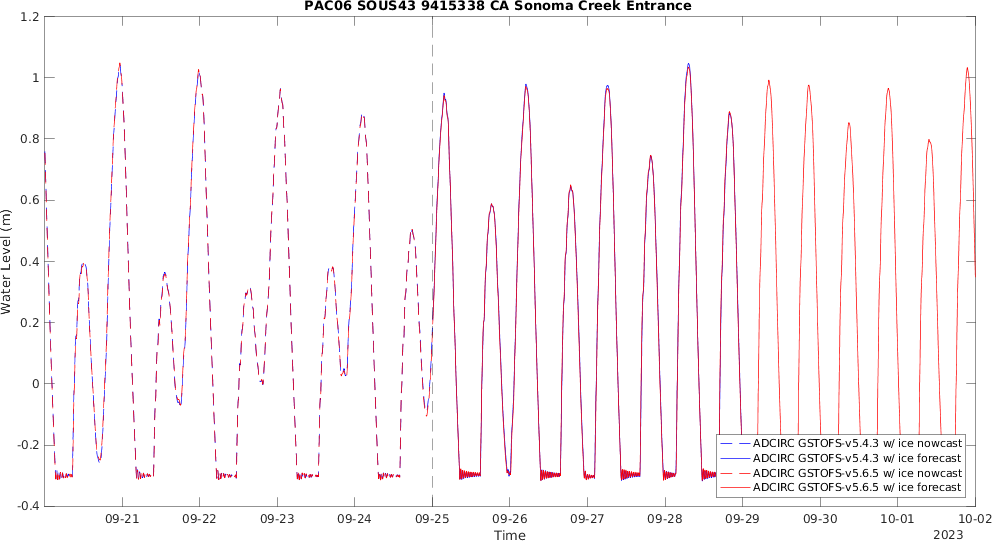 PAC06 SOUS43 9415338 CA Sonoma Creek Entrance
1.2
1
0.8
0.6
0.4
0.2
0
-0.2
-0.4
Water Level (m)
ADCIRC GSTOFS-v5.4.3 w/ ice nowcast
ADCIRC GSTOFS-v5.4.3 w/ ice forecast
ADCIRC GSTOFS-v5.6.5 w/ ice nowcast
ADCIRC GSTOFS-v5.6.5 w/ ice forecast
09-21 09-22 09-23 09-24 09-25 09-26 09-27 09-28 09-29 09-30 10-01 10-02
Time
2023